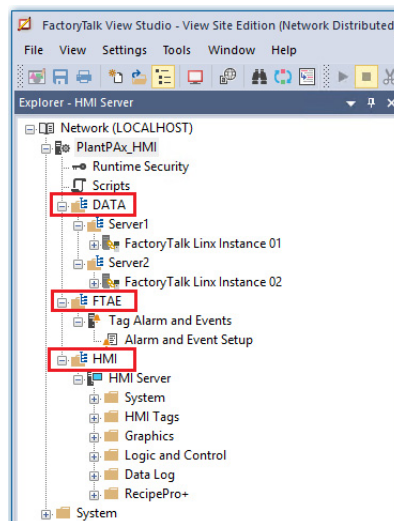 FactoryTalk View Studio - View Site Edition (Network Distributed
File View Settings Tools Window Help
Explorer - HMI Server
Network (LOCALHOST)
PlantPAx_HMI
Runtime Security
Scripts
DATA
Server1
FactoryTalk Linx Instance 01
Server2
FactoryTalk Linx Instance 02
FTAE
Tag Alarm and Events
Alarm and Event Setup
HMI
HMI Server
System
HMI Tags
Graphics
Logic and Control
Data Log
RecipePro+
System